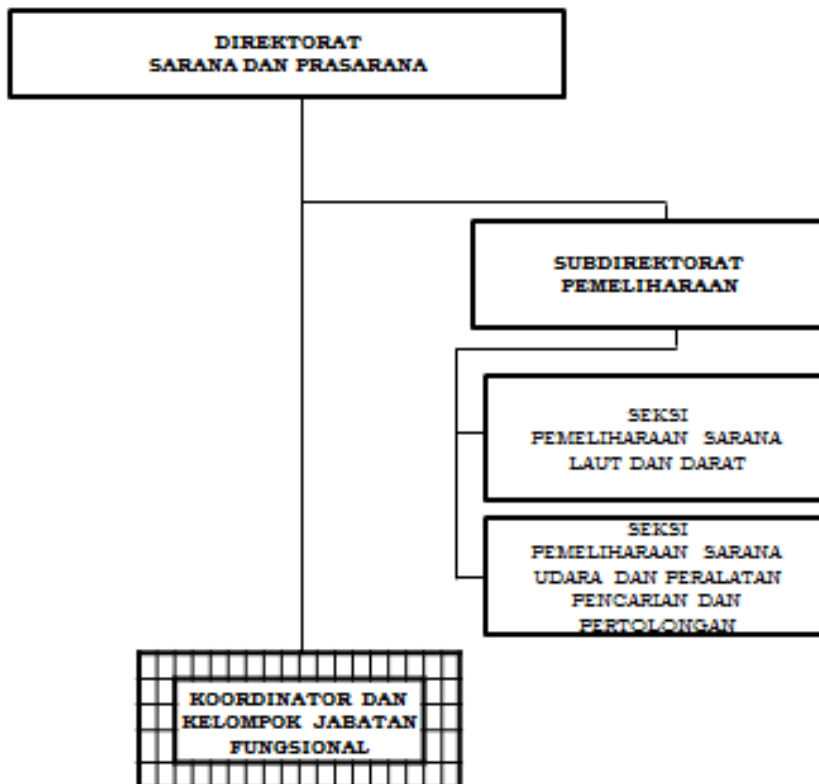 DIREKTORAT
SARANA DAN PRASARANA
SUBDIREKTORAT
PEMELIHARAAN
SEKSI
PEMELIHARAAN SARANA
LAUT DAN DARAT
SEKSI
PEMELIHARAAN SARANA
UDARA DAN PERALATAN
PENCARIAN DAN
PERTOLONGAN
KOORDINATOR DAN
KELOMPOK JABATAN
FUNGSIONAL